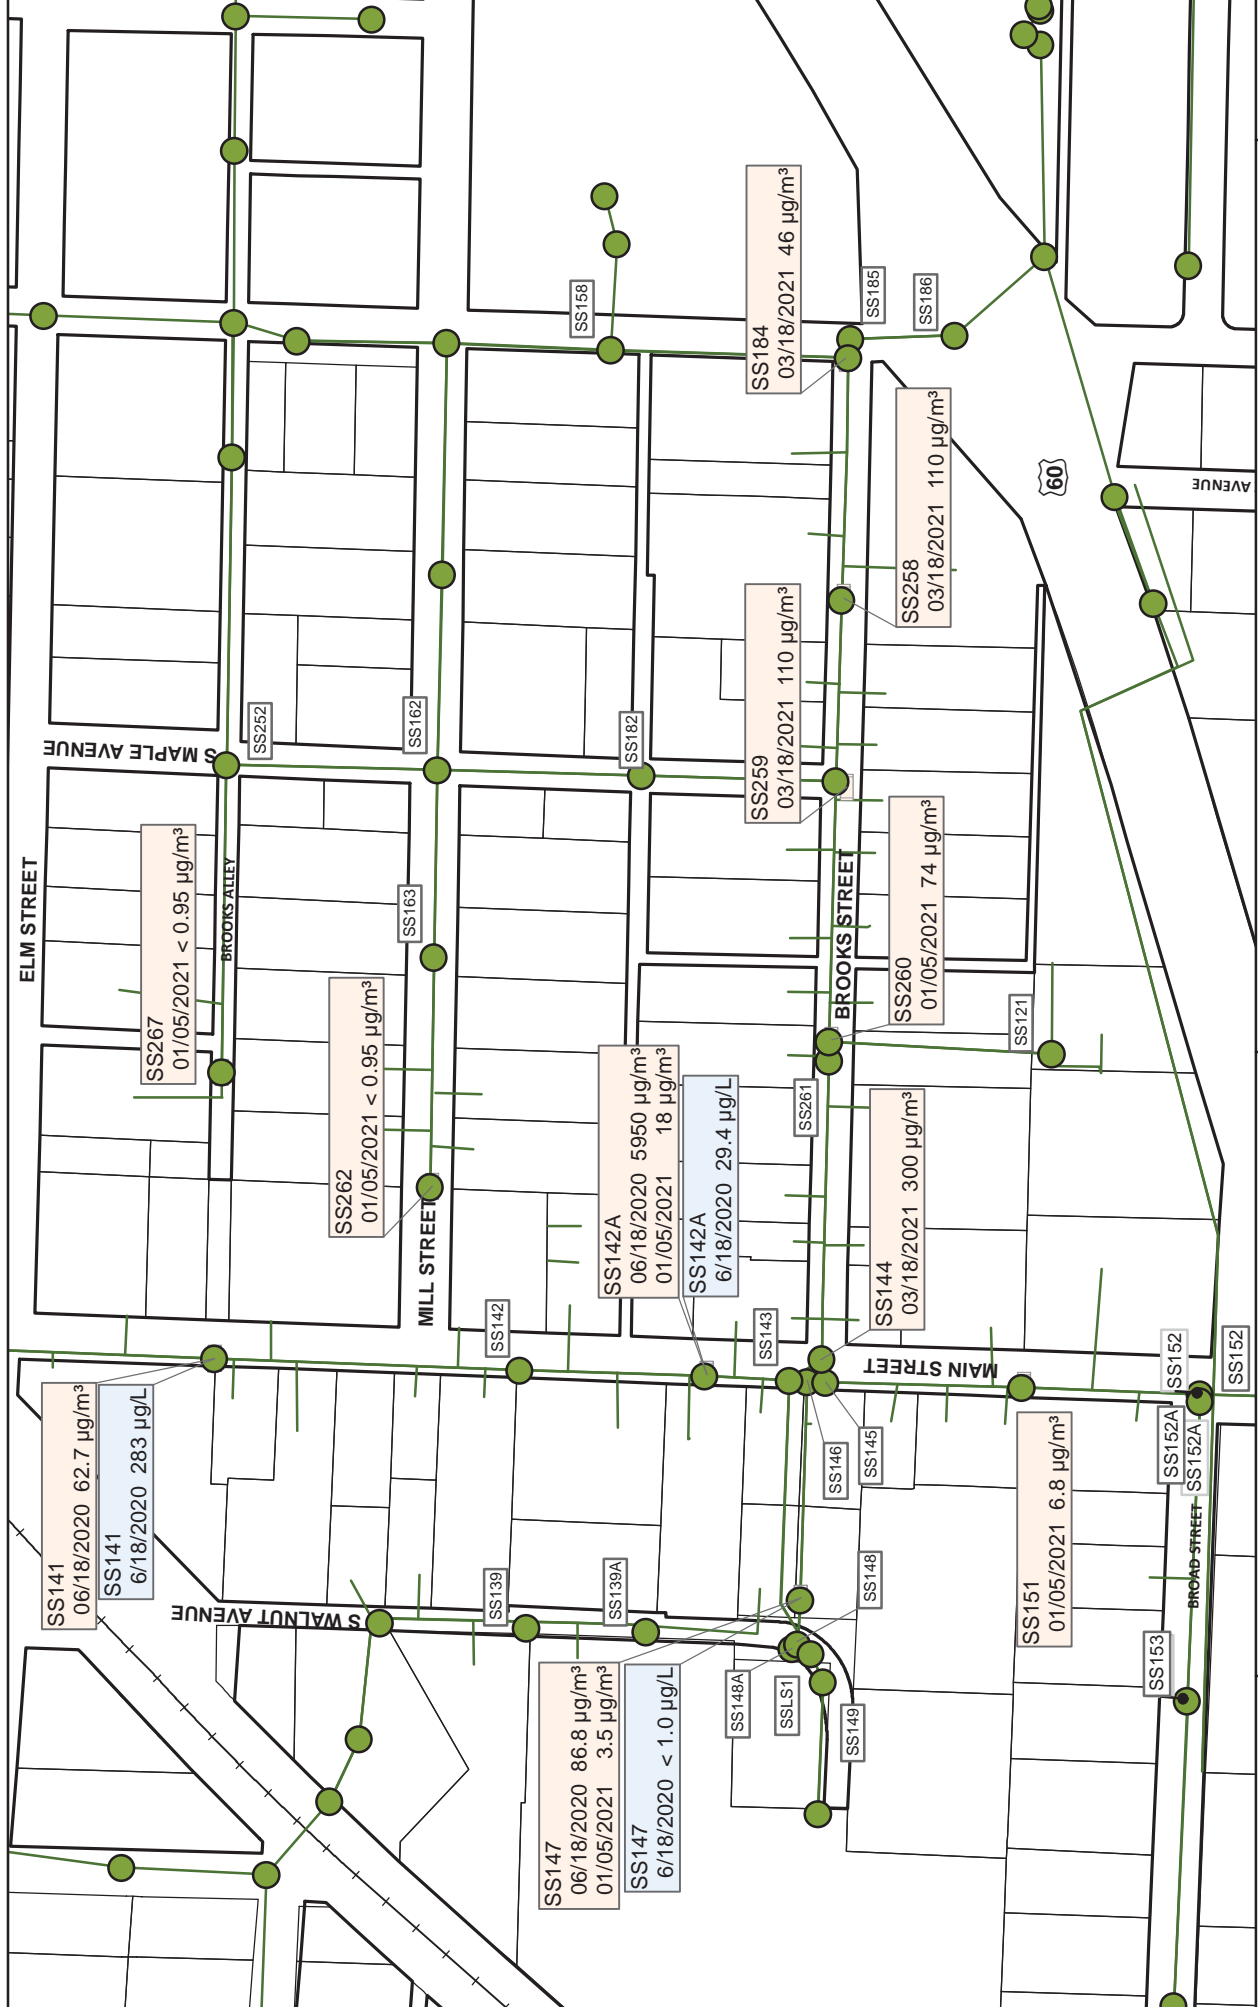 ELM STREET
S MAPLE AVENUE
BROOKS ALLEY
SS252
SS267
01/05/2021 < 0.95 µg/m³
SS141
06/18/2020 62.7 µg/m³
SS141
6/18/2020 283 µg/L
S WALNUT AVENUE
SS162
SS163
SS262
01/05/2021 < 0.95 µg/m³
MILL STREET
SS142
SS139
SS158
SS182
SS142A
06/18/2020 5950 µg/m³
01/05/2021 18 µg/m³
SS142A
6/18/2020 29.4 µg/L
SS139A
SS147
06/18/2020 86.8 µg/m³
01/05/2021 3.5 µg/m³
SS147
6/18/2020 < 1.0 µg/L
SS184
03/18/2021 46 µg/m³
SS259
03/18/2021 110 µg/m³
SS143
SS148A
SSLS1
SS185
SS186
BROOKS STREET
SS261
SS258
03/18/2021 110 µg/m³
SS260
01/05/2021 74 µg/m³
SS144
03/18/2021 300 µg/m³
SS146
SS145
SS148
SS149
MAIN STREET
60
SS121
SS151
01/05/2021 6.8 µg/m³
AVENUE
SS152
SS152
SS152A
SS152A
BROAD STREET
SS153